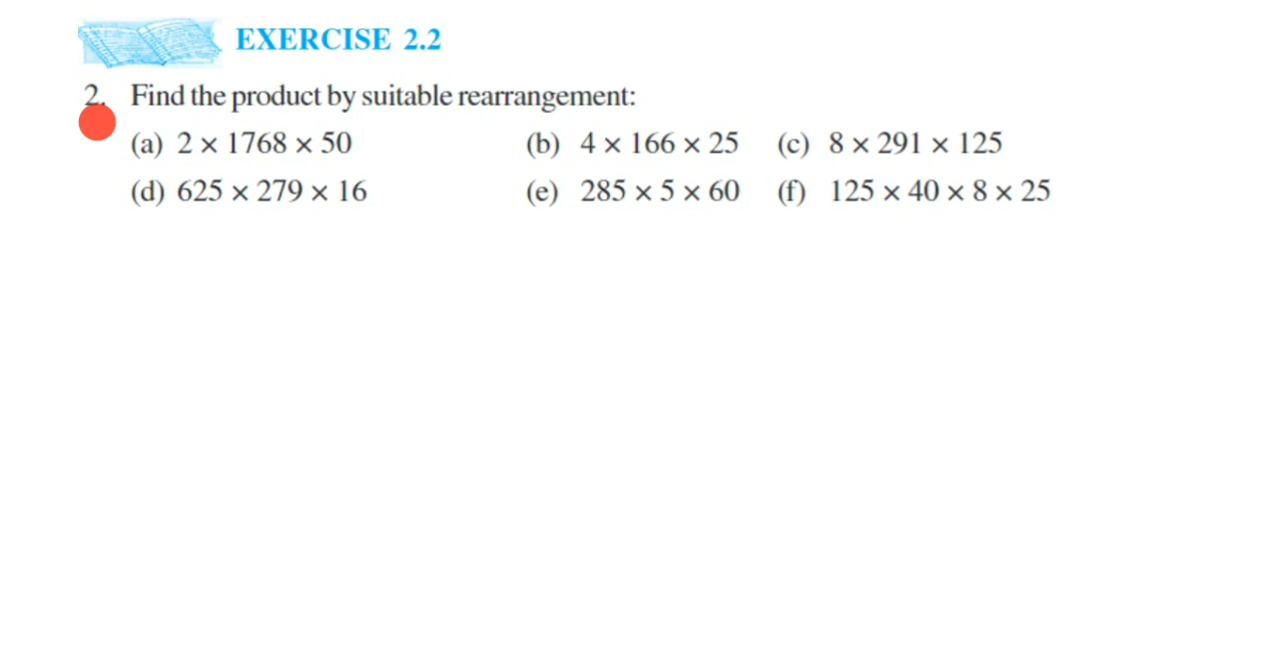 EXERCISE 2.2
2. Find the product by suitable rearrangement:
(a) 2 × 1768 × 50 (b) 4 × 166 × 25 (c) 8 × 291 × 125
(d) 625 × 279 × 16 (e) 285 × 5 × 60 (f) 125 × 40 × 8 × 25